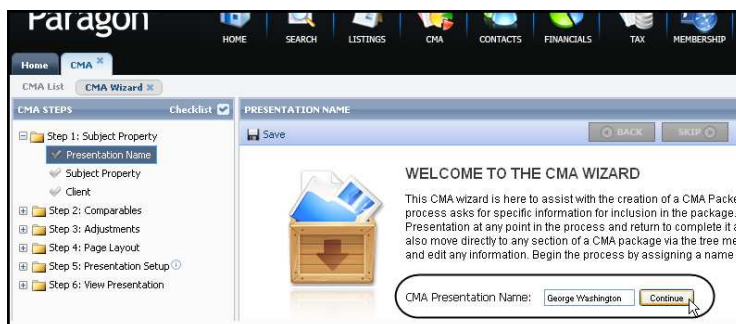 Paragon
HOME SEARCH LISTINGS CMA CONTACTS FINANCIALS TAX MEMBERSHIP
Home CMA
CMA List CMA Wizard
CMA STEPS Checklist PRESENTATION NAME
Step 1: Subject Property
Save BACK SKIP
Presentation Name
Subject Property
Client
Step 2: Comparables
Step 3: Adjustments
Step 4: Page Layout
Step 5: Presentation Setup
Step 6: View Presentation
WELCOME TO THE CMA WIZARD
This CMA wizard is here to assist with the creation of a CMA Packe
process asks for specific information for inclusion in the package.
Presentation at any point in the process and return to complete it a
also move directly to any section of a CMA package via the tree me
and edit any information. Begin the process by assigning a name
CMA Presentation Name: George Washington Continue